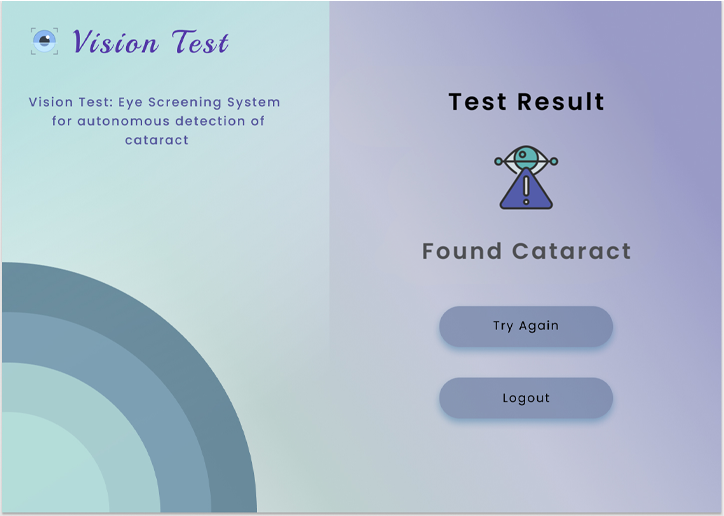 Vision Test
Vision Test: Eye Screening System
for autonomous detection of
cataract
Test Result
Found Cataract
Try Again
Logout